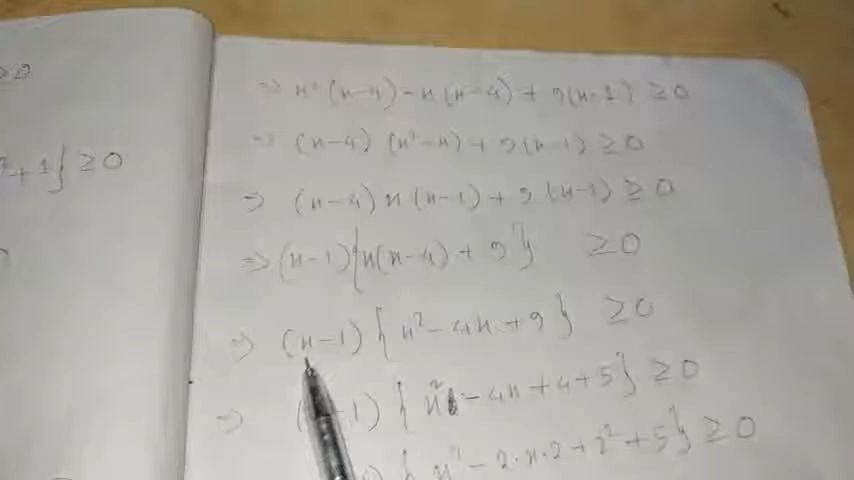 ≥0
+1} ≥0
⇒ x²(x-4)-x(x-4)+9(x-1) ≥0
⇒ (x-4) (x²-x)+9(x-1) ≥0
⇒ (x-4)x(x-1)+9(x-1) ≥0
⇒ (x-1){x(x-4)+9} ≥0
⇒ (x-1) {x²-4x+9} ≥0
⇒ -1) {x²-4x+4+5} ≥0
{x²-2·x·2+2²+5} ≥0